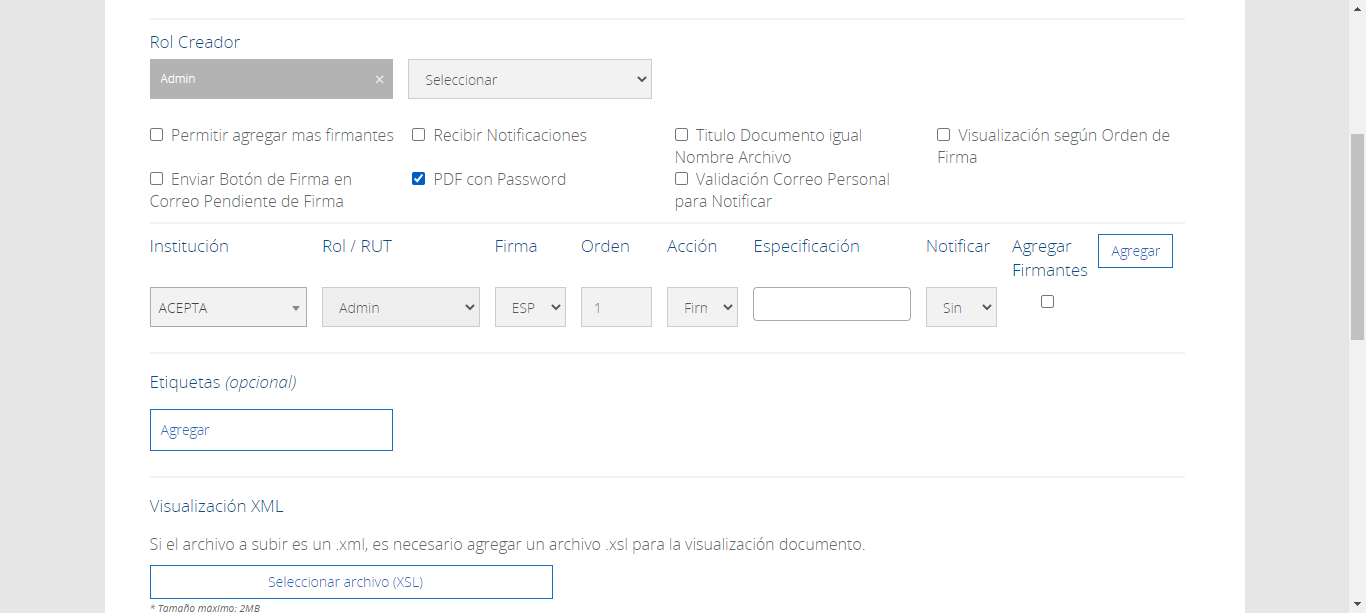 Rol Creador
Admin ×
Seleccionar
Permitir agregar mas firmantes
Recibir Notificaciones
Titulo Documento igual
Nombre Archivo
Visualización según Orden de
Firma
Enviar Botón de Firma en
Correo Pendiente de Firma
PDF con Password
Validación Correo Personal
para Notificar
Institución Rol / RUT Firma Orden Acción Especificación Notificar Agregar
Firmantes
Agregar
ACEPTA Admin ESP 1 Firn Sin
Etiquetas (opcional)
Agregar
Visualización XML
Si el archivo a subir es un .xml, es necesario agregar un archivo .xsl para la visualización documento.
Seleccionar archivo (XSL)
* Tamaño máximo: 2MB